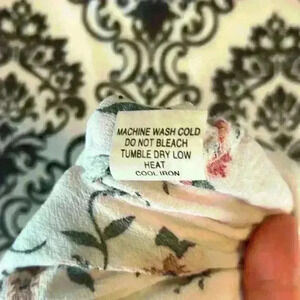 MACHINE WASH COLD
DO NOT BLEACH
TUMBLE DRY LOW
HEAT
COOL IRON